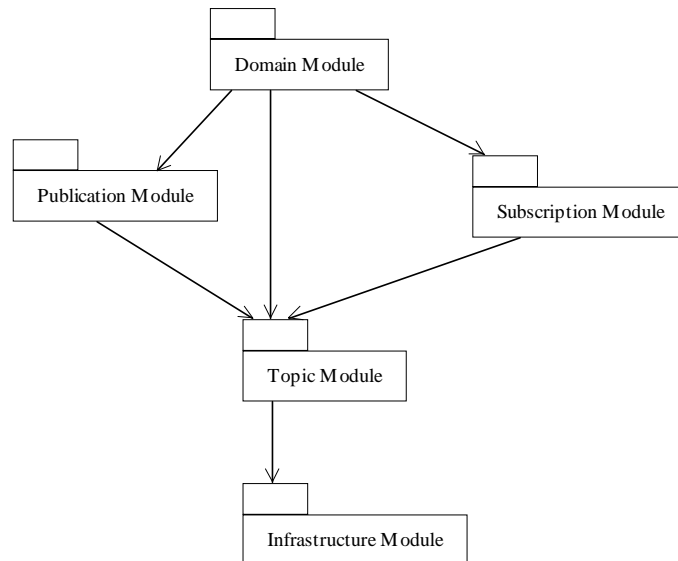 Domain Module
Publication Module
Subscription Module
Topic Module
Infrastructure Module